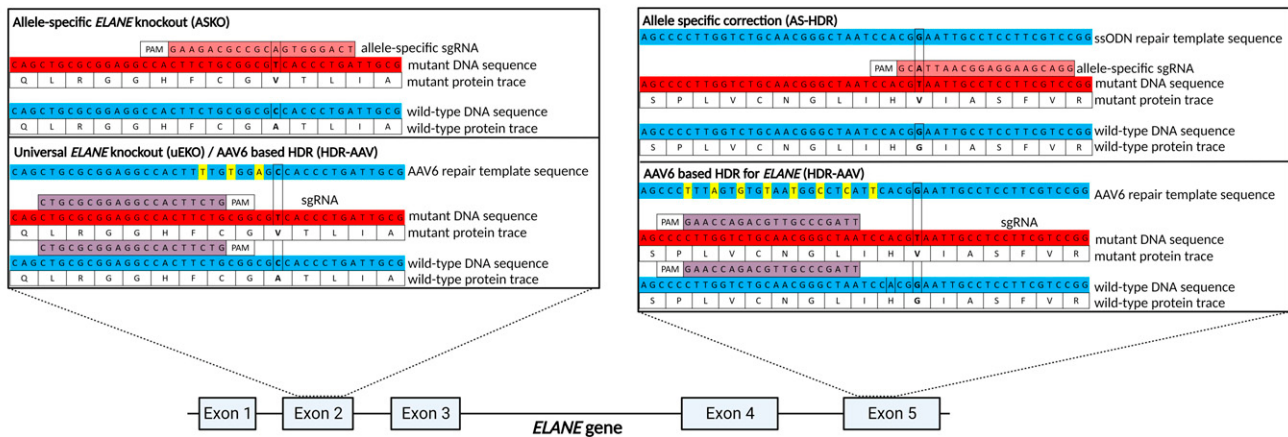 Allele-specific ELANE knockout (ASKO)
PAM GAAGACGCCGCAGTGGGACT allele-specific sgRNA
CAGCTGCGCGGAGGCCACTTCTGCGGCGTCACCCTGATTGCG mutant DNA sequence
Q L R G G H F C G V T L I A mutant protein trace
CAGCTGCGCGGAGGCCACTTCTGCGGCGCCACCCTGATTGCG wild-type DNA sequence
Q L R G G H F C G A T L I A wild-type protein trace
Universal ELANE knockout (uEKO) / AAV6 based HDR (HDR-AAV)
CAGCTGCGCGGAGGCCACTTTTGTGGAGCCACCCTGATTGCG AAV6 repair template sequence
CTGCGCGGAGGCCACTTCTG PAM sgRNA
CAGCTGCGCGGAGGCCACTTCTGCGGCGTCACCCTGATTGCG mutant DNA sequence
Q L R G G H F C G V T L I A mutant protein trace
CTGCGCGGAGGCCACTTCTG PAM
CAGCTGCGCGGAGGCCACTTCTGCGGCGCCACCCTGATTGCG wild-type DNA sequence
Q L R G G H F C G A T L I A wild-type protein trace
Allele specific correction (AS-HDR)
AGCCCCTTGGTCTGCAACGGGCTAATCCACGGAATTGCCTCCTTCGTCCGG ssODN repair template sequence
PAM GCATTAACGGAGGAAGCAGG allele-specific sgRNA
AGCCCCTTGGTCTGCAACGGGCTAATCCACGTAATTGCCTCCTTCGTCCGG mutant DNA sequence
S P L V C N G L I H V I A S F V R mutant protein trace
AGCCCCTTGGTCTGCAACGGGCTAATCCACGGAATTGCCTCCTTCGTCCGG wild-type DNA sequence
S P L V C N G L I H G I A S F V R wild-type protein trace
AAV6 based HDR for ELANE (HDR-AAV)
AGCCCTTTAGTGTGTAATGGCCTCATTCACGGAATTGCCTCCTTCGTCCGG AAV6 repair template sequence
PAM GAACCAGACGTTGCCCGATT sgRNA
AGCCCCTTGGTCTGCAACGGGCTAATCCACGTAATTGCCTCCTTCGTCCGG mutant DNA sequence
S P L V C N G L I H V I A S F V R mutant protein trace
PAM GAACCAGACGTTGCCCGATT
AGCCCCTTGGTCTGCAACGGGCTAATCCACGGAATTGCCTCCTTCGTCCGG wild-type DNA sequence
S P L V C N G L I H G I A S F V R wild-type protein trace
Exon 1 Exon 2 Exon 3 Exon 4 Exon 5
ELANE gene